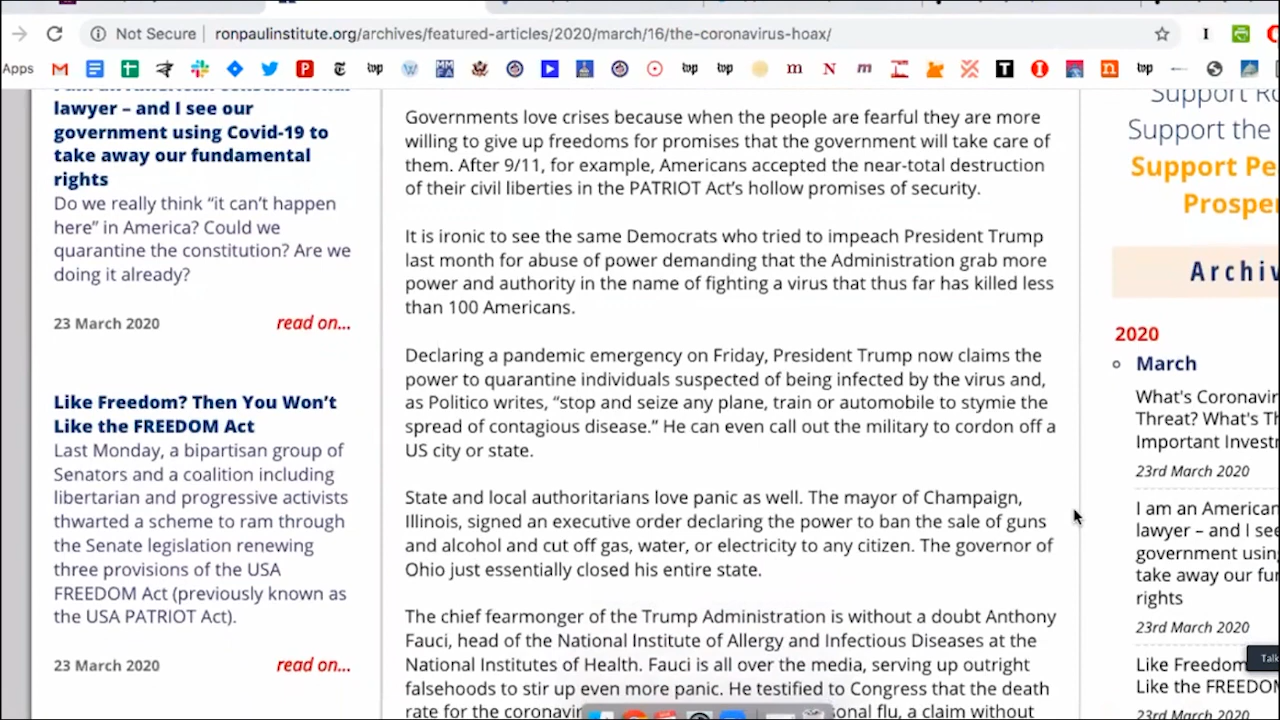 Not Secure
ronpaulinstitute.org/archives/featured-articles/2020/march/16/the-coronavirus-hoax/
Apps
lawyer – and I see our
government using Covid-19 to
take away our fundamental
rights
Do we really think “it can’t happen
here” in America? Could we
quarantine the constitution? Are we
doing it already?
23 March 2020
read on...
Like Freedom? Then You Won’t
Like the FREEDOM Act
Last Monday, a bipartisan group of
Senators and a coalition including
libertarian and progressive activists
thwarted a scheme to ram through
the Senate legislation renewing
three provisions of the USA
FREEDOM Act (previously known as
the USA PATRIOT Act).
23 March 2020
read on...
Governments love crises because when the people are fearful they are more
willing to give up freedoms for promises that the government will take care of
them. After 9/11, for example, Americans accepted the near-total destruction
of their civil liberties in the PATRIOT Act’s hollow promises of security.
It is ironic to see the same Democrats who tried to impeach President Trump
last month for abuse of power demanding that the Administration grab more
power and authority in the name of fighting a virus that thus far has killed less
than 100 Americans.
Declaring a pandemic emergency on Friday, President Trump now claims the
power to quarantine individuals suspected of being infected by the virus and,
as Politico writes, “stop and seize any plane, train or automobile to stymie the
spread of contagious disease.” He can even call out the military to cordon off a
US city or state.
State and local authoritarians love panic as well. The mayor of Champaign,
Illinois, signed an executive order declaring the power to ban the sale of guns
and alcohol and cut off gas, water, or electricity to any citizen. The governor of
Ohio just essentially closed his entire state.
The chief fearmonger of the Trump Administration is without a doubt Anthony
Fauci, head of the National Institute of Allergy and Infectious Diseases at the
National Institutes of Health. Fauci is all over the media, serving up outright
falsehoods to stir up even more panic. He testified to Congress that the death
rate for the
flu, a claim without
Support
Support the
Support
Archiv
2020
March
What's Coronavir
Threat? What's
Important Invest
23rd March 2020
I am an American
lawyer – and I see
government using
take away our fu
rights
23rd March 2020
Like Freedom
Like the FREEDO
23rd March 2020
Talk